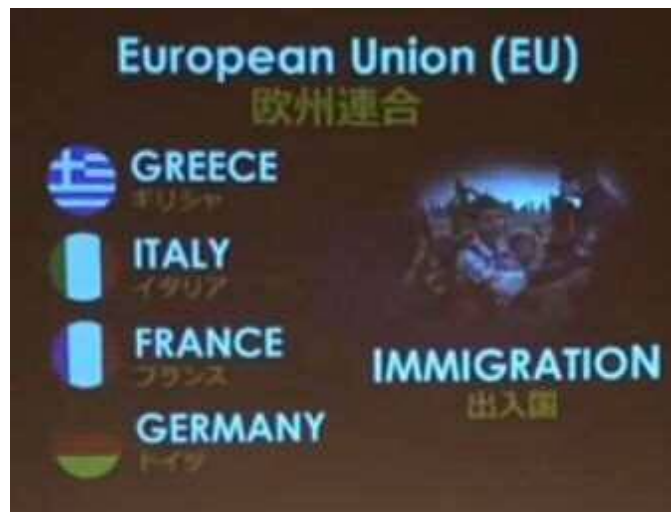 European Union (EU)
欧州連合
GREECE
ギリシャ
ITALY
イタリア
FRANCE
フランス
GERMANY
ドイツ
IMMIGRATION
出入国